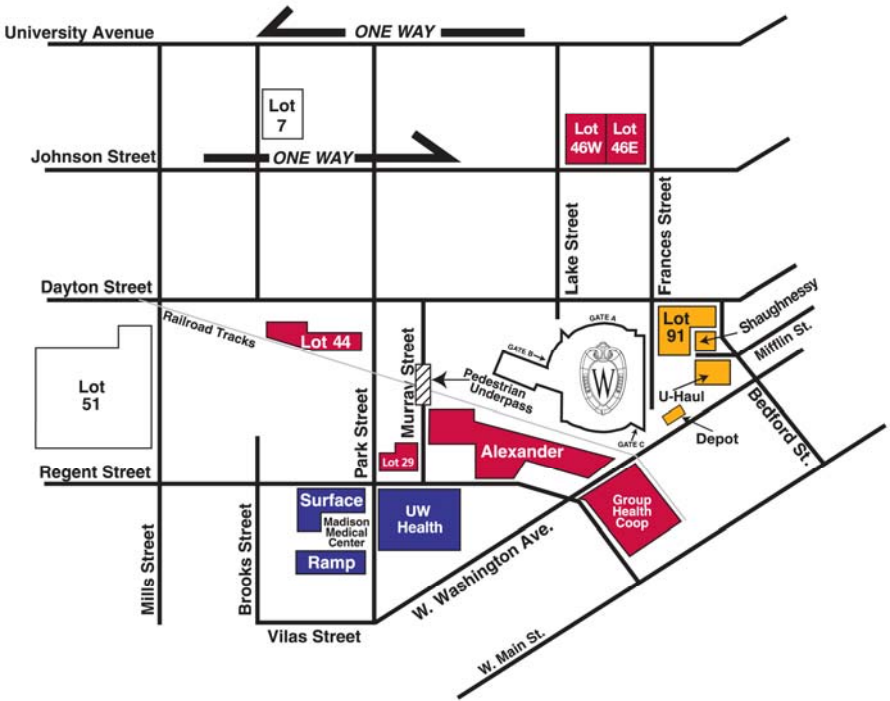 University Avenue
ONE WAY
Lot
7
Lot
46W
Lot
46E
Johnson Street
ONE WAY
Lake Street
Frances Street
Dayton Street
Railroad Tracks
Lot 44
Murray Street
Park Street
GATE A
GATE B
W
GATE C
Pedestrian
Underpass
Lot
91
Shaughnessy
Mifflin St.
U-Haul
Depot
Bedford St.
Lot
51
Lot 29
Alexander
Regent Street
Surface
Madison
Medical
Center
Ramp
UW
Health
Group
Health
Coop
Mills Street
Brooks Street
W. Washington Ave.
Vilas Street
W. Main St.